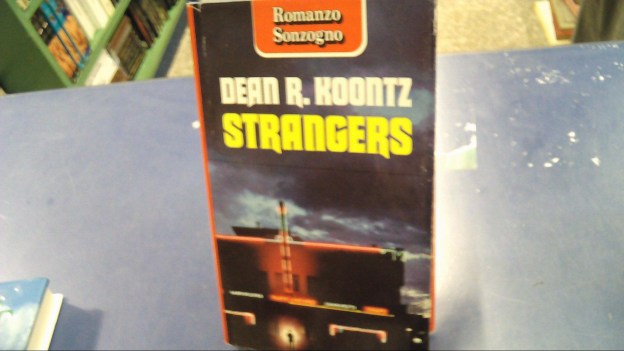 Romanzo
Sonzogno
DEAN R. KOONTZ
STRANGERS